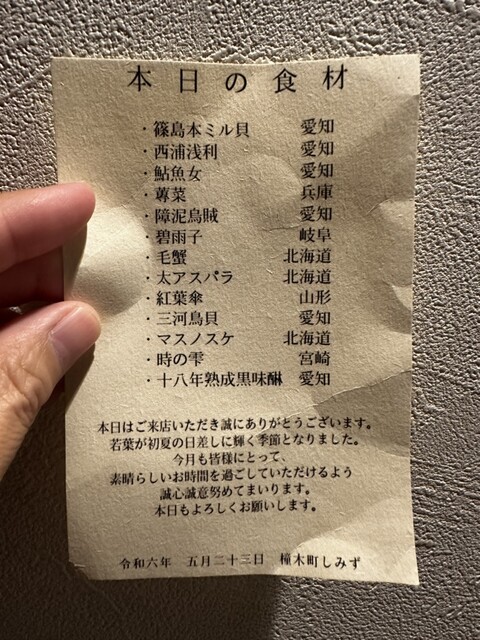 本日の食材
・篠島本ミル貝 愛知
・西浦浅利 愛知
・鮎魚女 愛知
・蓴菜 兵庫
・障泥烏賊 愛知
・碧雨子 岐阜
・毛蟹 北海道
・太アスパラ 北海道
・紅葉傘 山形
・三河鳥貝 愛知
・マスノスケ 北海道
・時の雫 宮崎
・十八年熟成黒味醂 愛知
本日はご来店いただき誠にありがとうございます。
若葉が初夏の日差しに輝く季節となりました。
今月も皆様にとって、
素晴らしいお時間を過ごしていただけるよう
誠心誠意努めてまいります。
本日もよろしくお願いします。
令和六年 五月二十三日 橦木町しみず